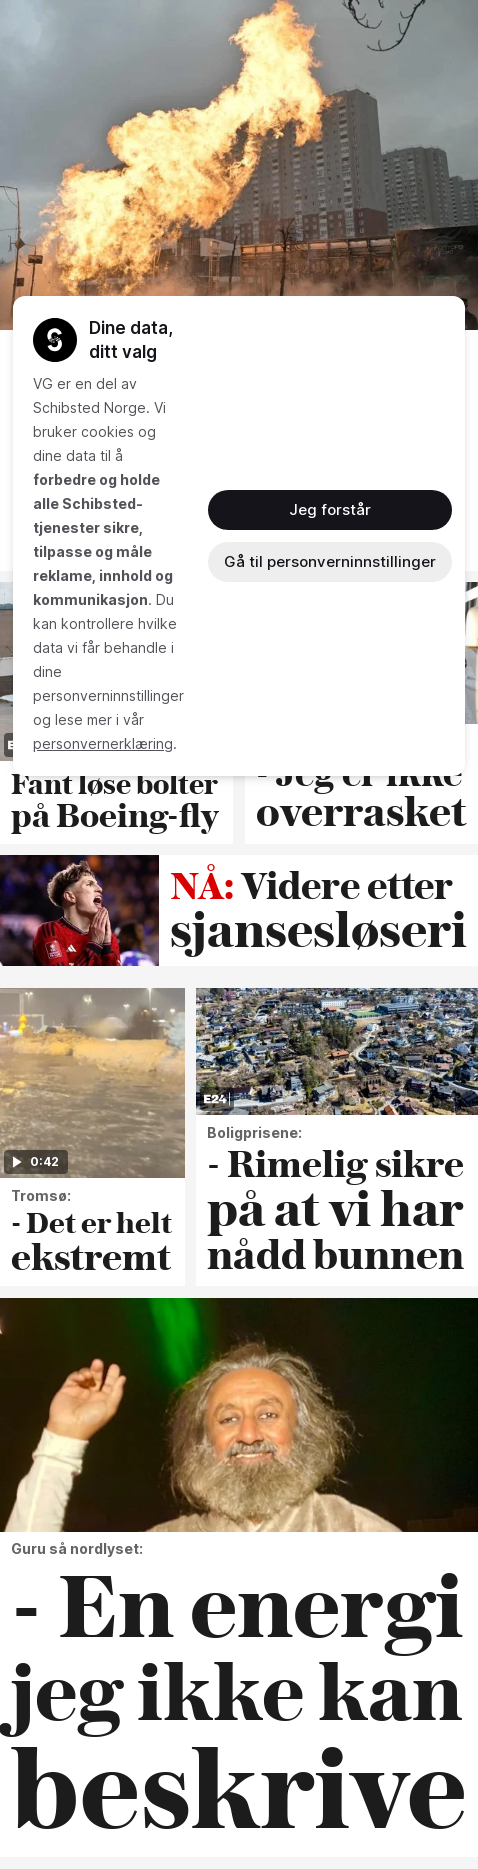 Dine data,
ditt valg
VG er en del av
Schibsted Norge. Vi
bruker cookies og
dine data til å
forbedre og holde
alle Schibsted-
tjenester sikre,
tilpasse og måle
reklame, innhold og
kommunikasjon. Du
kan kontrollere hvilke
data vi får behandle i
dine
personverninnstillinger
og lese mer i vår
personvernerklæring.
Jeg forstår
Gå til personverninnstillinger
Fant løse bolter
på Boeing-fly
- Jeg er ikke
overrasket
NÅ: Videre etter
sjansesløseri
0:42
Tromsø:
- Det er helt
ekstremt
E24
Boligprisene:
- Rimelig sikre
på at vi har
nådd bunnen
Guru så nordlyset:
- En energi
jeg ikke kan
beskrive